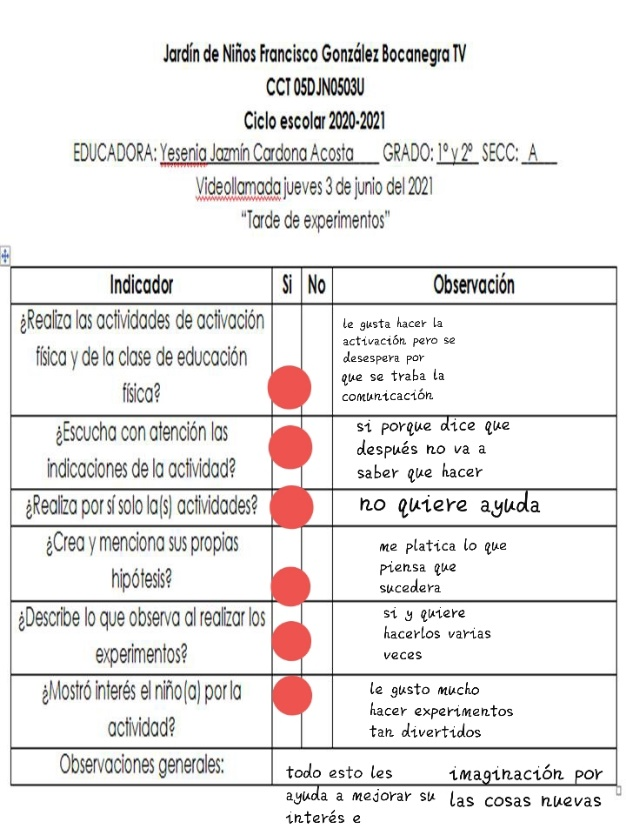 Jardín de Niños Francisco González Bocanegra TV
CCT 05DJN0503U
Ciclo escolar 2020-2021
EDUCADORA: Yesenia Jazmín Cardona Acosta GRADO: 1º y 2º SECC: A
Videollamada jueves 3 de junio del 2021
“Tarde de experimentos”
Indicador Si No Observación
¿Realiza las actividades de activación
física y de la clase de educación
física?
le gusta hacer la
activación pero se
desespera por
que se traba la
comunicación
¿Escucha con atención las
indicaciones de la actividad?
si porque dice que
después no va a
saber que hacer
¿Realiza por sí solo la(s) actividades?
no quiere ayuda
¿Crea y menciona sus propias
hipótesis?
me platica lo que
piensa que
sucedera
¿Describe lo que observa al realizar los
experimentos?
si y quiere
hacerlos varias
veces
¿Mostró interés el niño(a) por la
actividad?
le gusto mucho
hacer experimentos
tan divertidos
Observaciones generales:
todo esto les
ayuda a mejorar su
interés e
imaginación por
las cosas nuevas